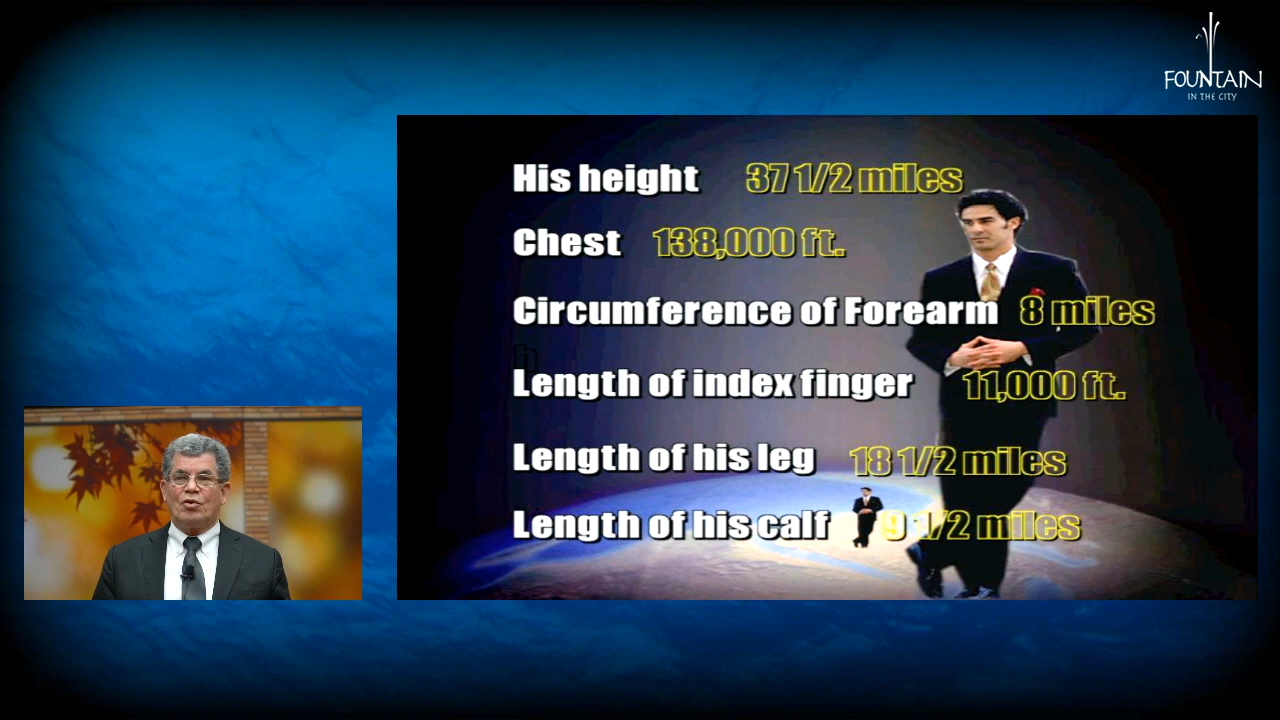 FOUNTAIN
IN THE CITY
His height 37 1/2 miles
Chest 138,000 ft.
Circumference of Forearm 8 miles
h
Length of index finger 11,000 ft.
Length of his leg 18 1/2 miles
Length of his calf 9 1/2 miles